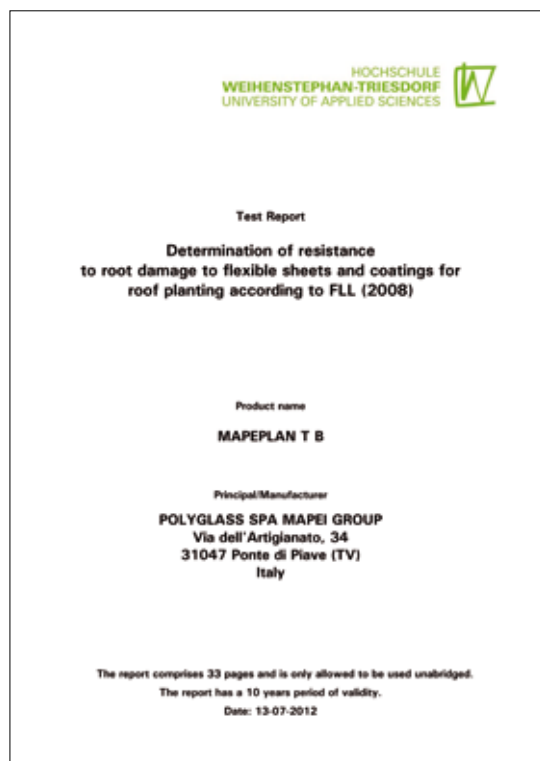 HOCHSCHULE
WEIHENSTEPHAN-TRIESDORF
UNIVERSITY OF APPLIED SCIENCES
Test Report
Determination of resistance
to root damage to flexible sheets and coatings for
roof planting according to FLL (2008)
Product name
MAPEPLAN T B
Principal/Manufacturer
POLYGLASS SPA MAPEI GROUP
Via dell'Artigianato, 34
31047 Ponte di Piave (TV)
Italy
The report comprises 33 pages and is only allowed to be used unabridged.
The report has a 10 years period of validity.
Date: 13-07-2012